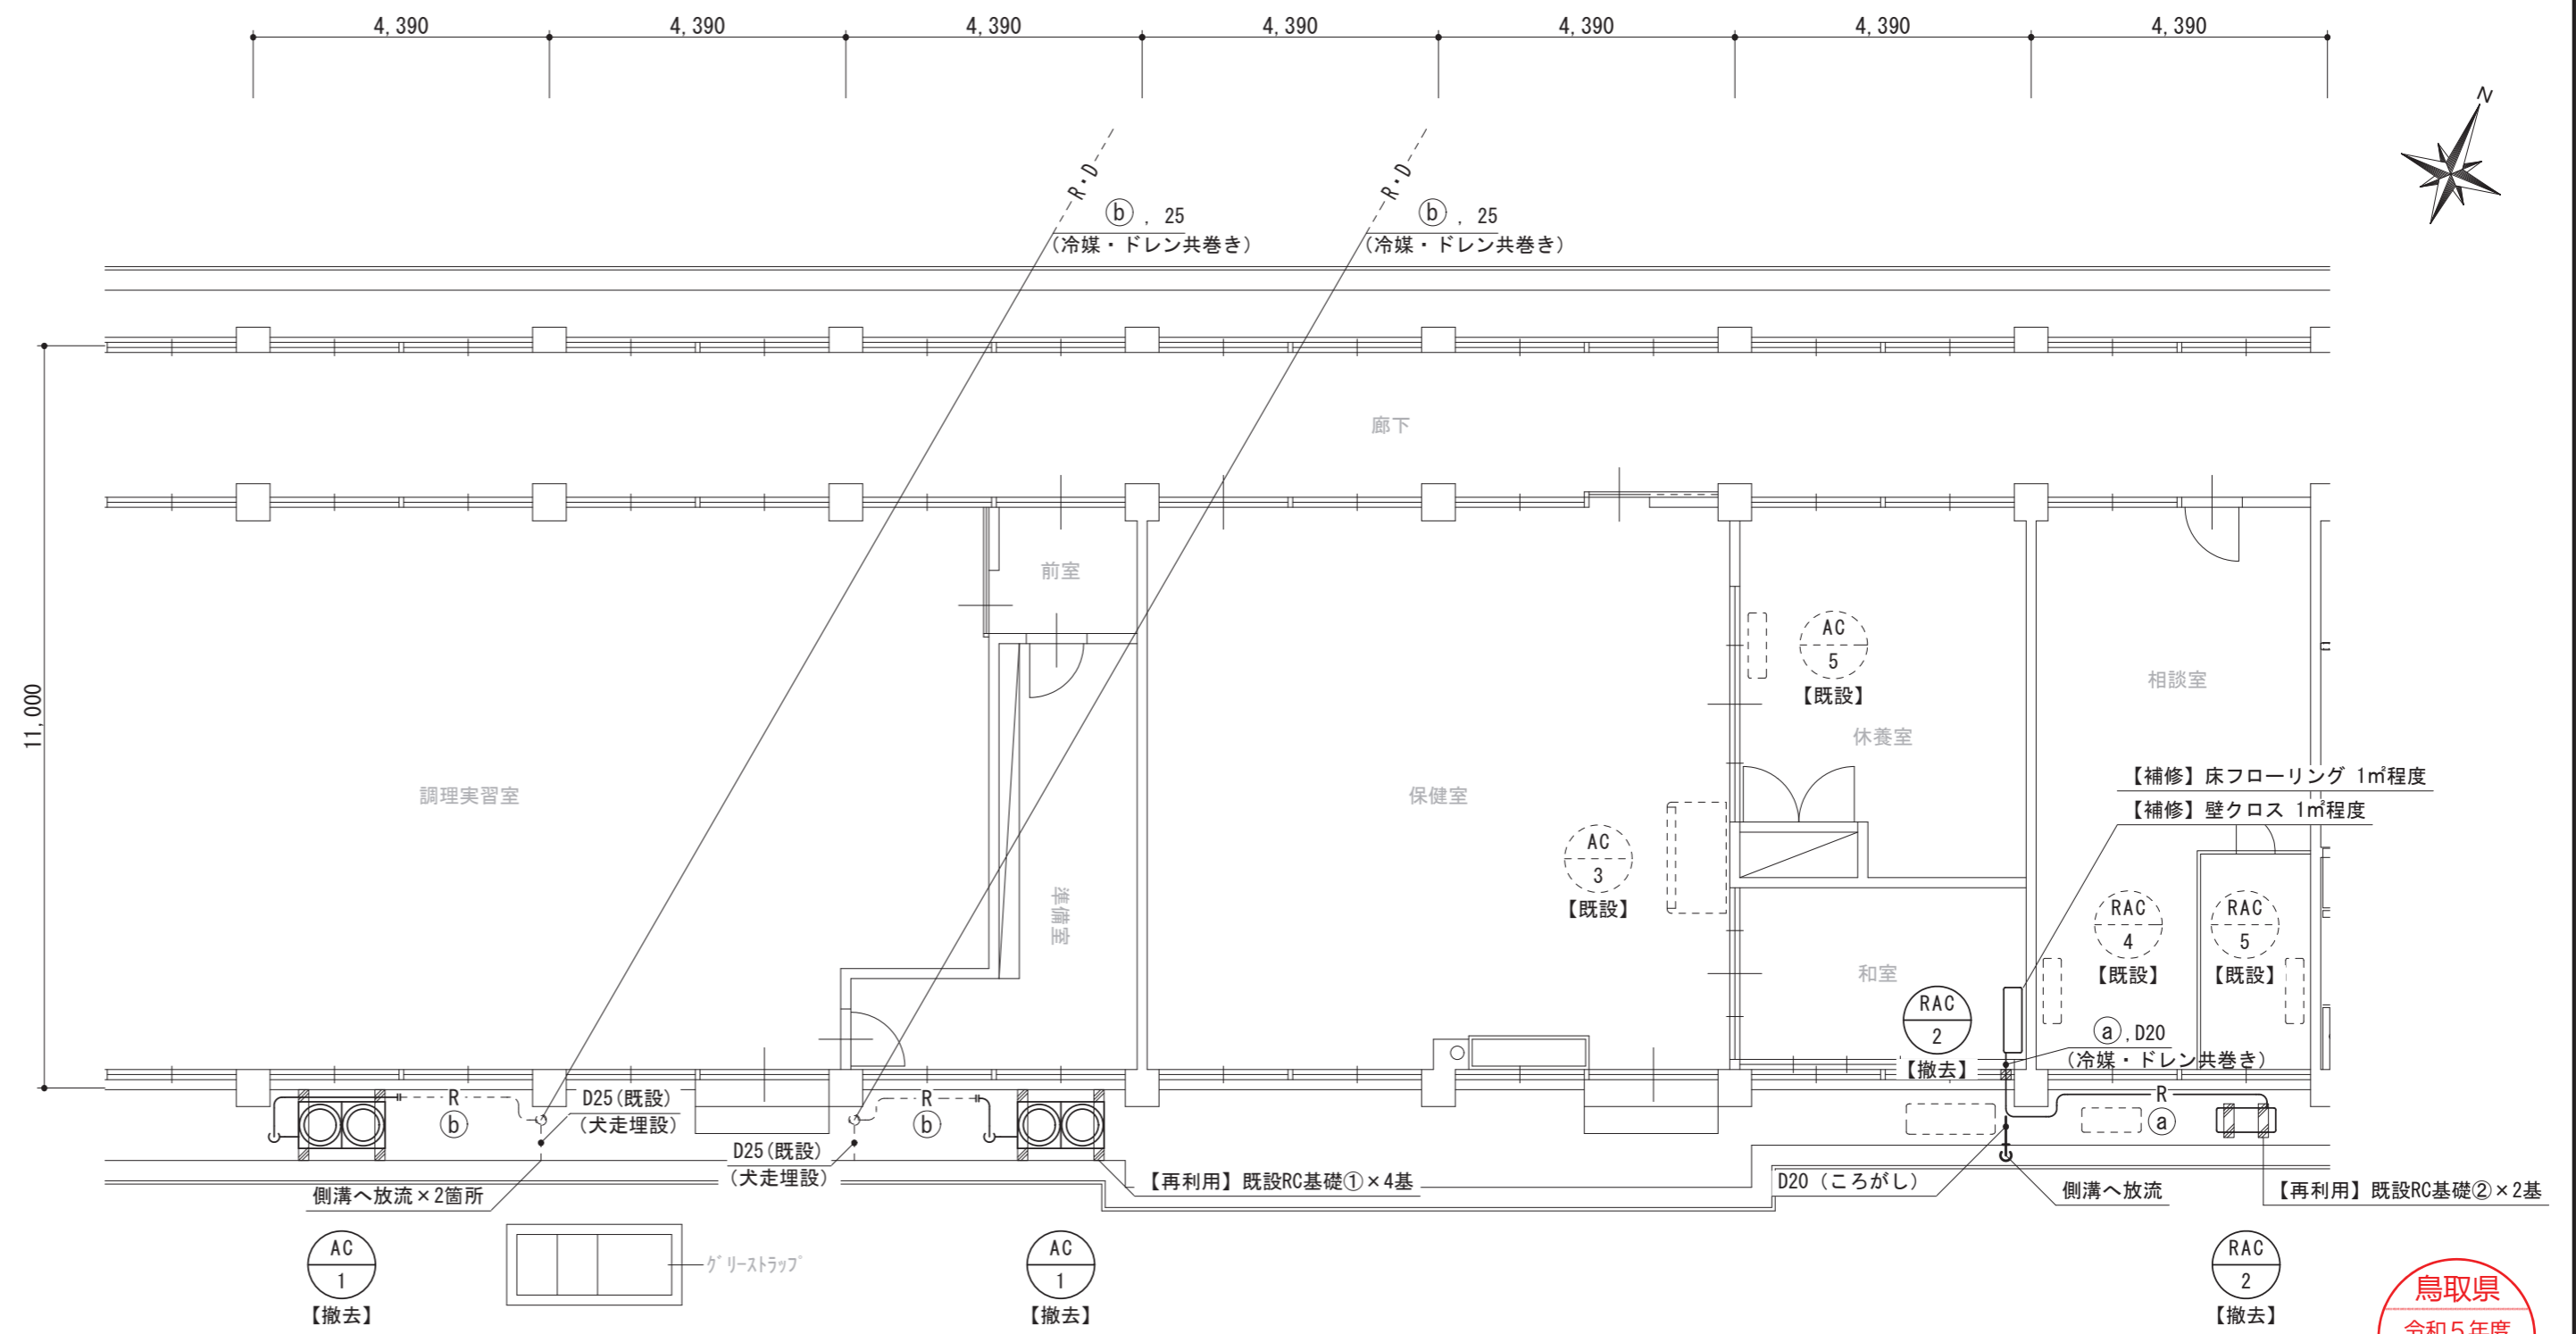 4,390
4,390
4,390
4,390
4,390
4,390
4,390
N
R・D
R・D
ⓑ , 25
(冷媒・ドレン共巻き)
ⓑ , 25
(冷媒・ドレン共巻き)
11,000
廊下
前室
AC
5
【既設】
相談室
休養室
調理実習室
保健室
【補修】床フローリング 1㎡程度
【補修】壁クロス 1㎡程度
AC
3
【既設】
準備室
RAC
4
【既設】
RAC
5
【既設】
和室
RAC
2
【撤去】
ⓐ,D20
(冷媒・ドレン共巻き)
R
ⓑ
D25(既設)
(犬走埋設)
R
ⓑ
R
ⓐ
D25(既設)
(犬走埋設)
側溝へ放流×2箇所
【再利用】既設RC基礎①×4基
D20 (ころがし)
側溝へ放流
【再利用】既設RC基礎②×2基
AC
1
【撤去】
グリーストラップ
AC
1
【撤去】
RAC
2
【撤去】
鳥取県
令和5年度